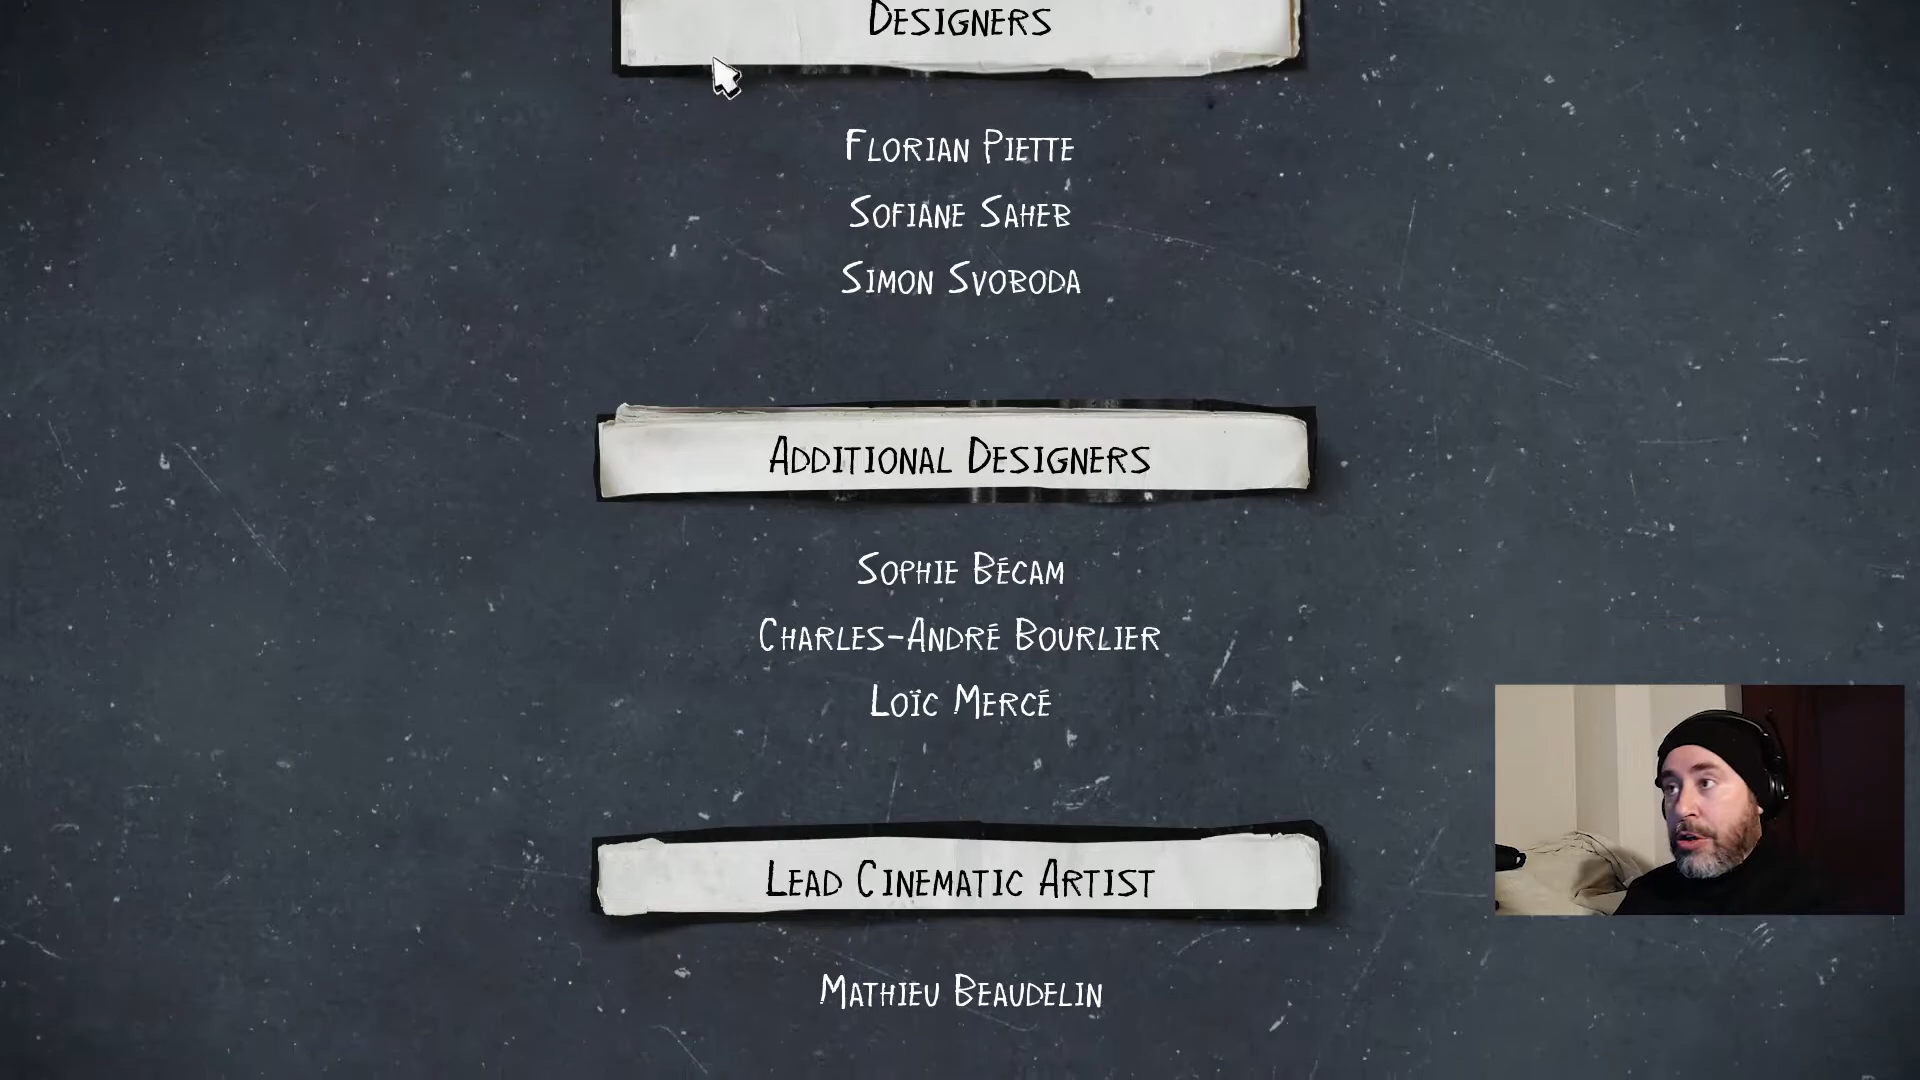 DESIGNERS
FLORIAN PIETTE
SOFIANE SAHEB
SIMON SVOBODA
ADDITIONAL DESIGNERS
SOPHIE BÉCAM
CHARLES-ANDRÉ BOURLIER
LOÏC MERCÉ
LEAD CINEMATIC ARTIST
MATHIEU BEAUDELIN